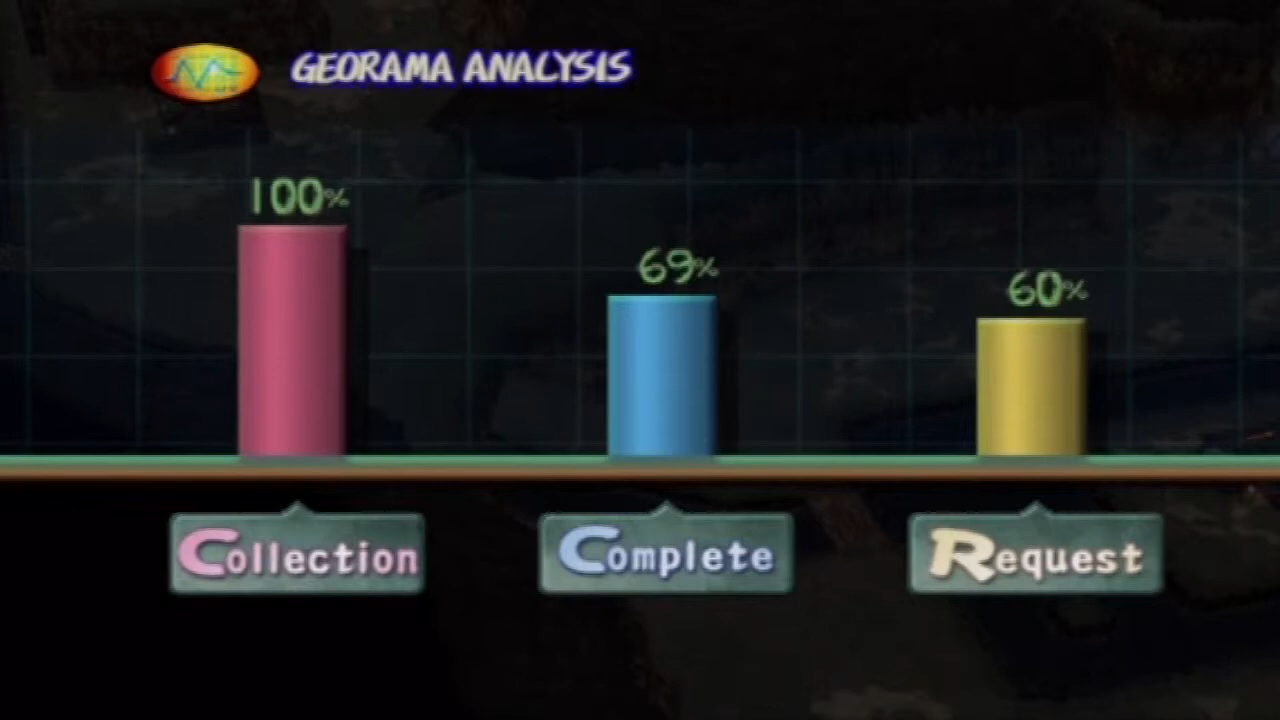 GEORAMA ANALYSIS
100%
69%
60%
Collection
Complete
Request